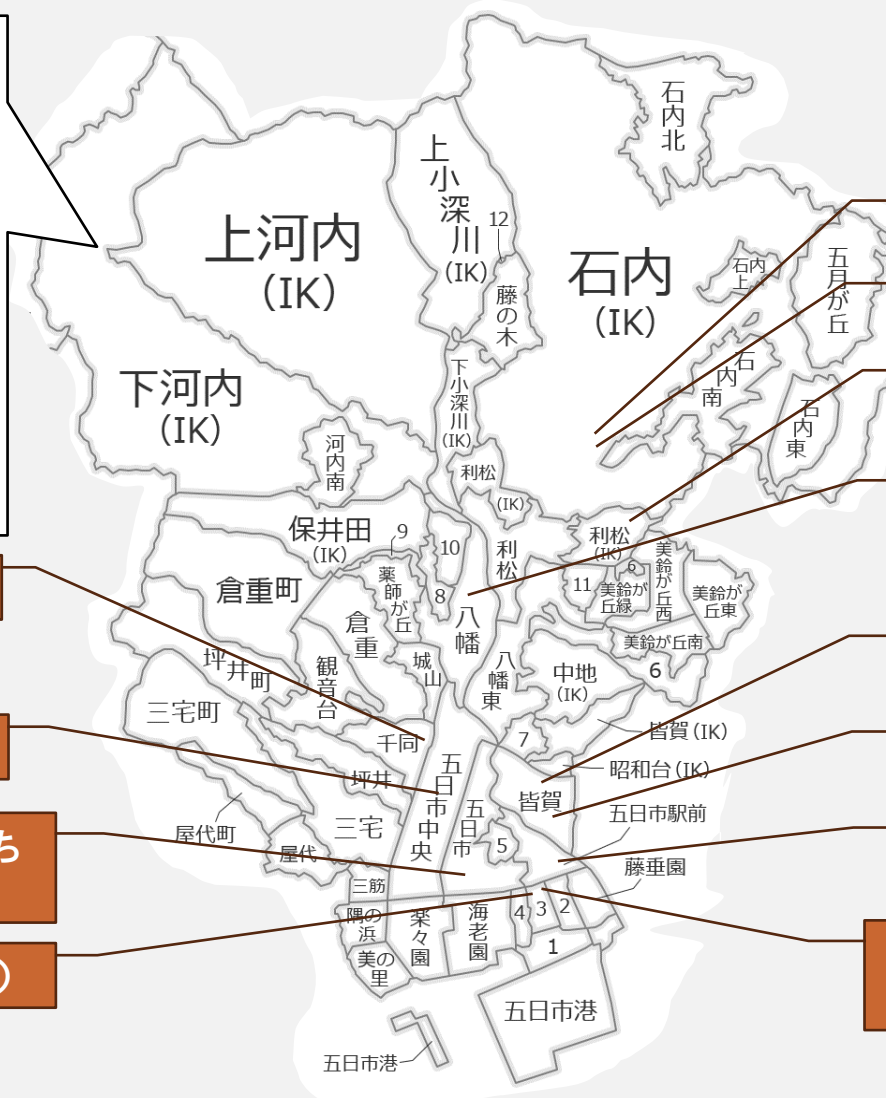 石内北
上小深川
(IK)
12
上河内
(IK)
石内
(IK)
石内上
五月が丘
藤の木
下河内
(IK)
下小深川
(IK)
石内南
石内東
河内南
利松
(IK)
保井田
(IK)
9
10
利松
利松
(IK)
6
美鈴が丘西
倉重町
薬師が丘
8
11
美鈴が丘緑
美鈴が丘東
倉重
八幡
美鈴が丘南
坪井町
観音台
城山
八幡東
中地
(IK)
6
三宅町
千同
7
皆賀(IK)
五日市中央
昭和台(IK)
坪井
皆賀
五日市
五日市駅前
屋代町
三宅
5
屋代
ち
藤垂園
三筋
隅の浜
楽々園
海老園
4
3
2
1
美の里
)
五日市港
五日市港